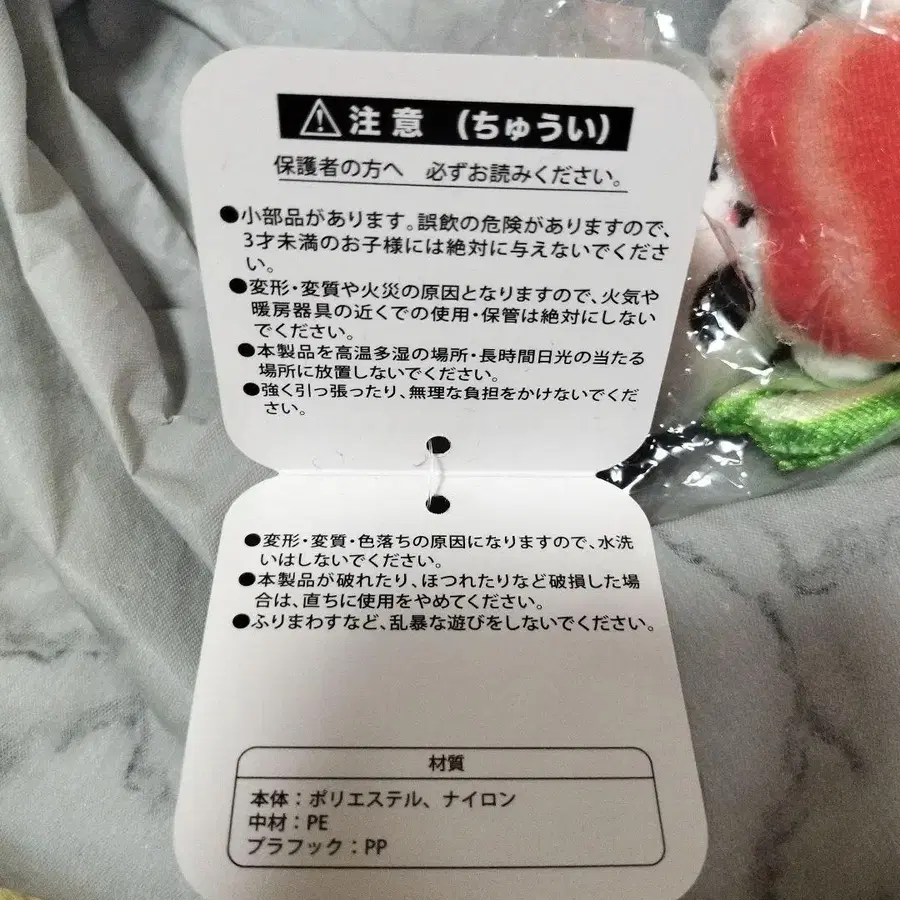 ⚠注意 (ちゅうい)
保護者の方へ 必ずお読みください。
●小部品があります。誤飲の危険がありますので、
3才未満のお子様には絶対に与えないでくださ
い。
●変形・変質や火災の原因となりますので、火気や
暖房器具の近くでの使用・保管は絶対にしない
でください。
●本製品を高温多湿の場所・長時間日光の当たる
場所に放置しないでください。
●強く引っ張ったり、無理な負担をかけないでくだ
さい。
●変形・変質・色落ちの原因になりますので、水洗
いはしないでください。
●本製品が破れたり、ほつれたりなど破損した場
合は、直ちに使用をやめてください。
●ふりまわすなど、乱暴な遊びをしないでください。
材質
本体：ポリエステル、ナイロン
中材：PE
プラフック：PP